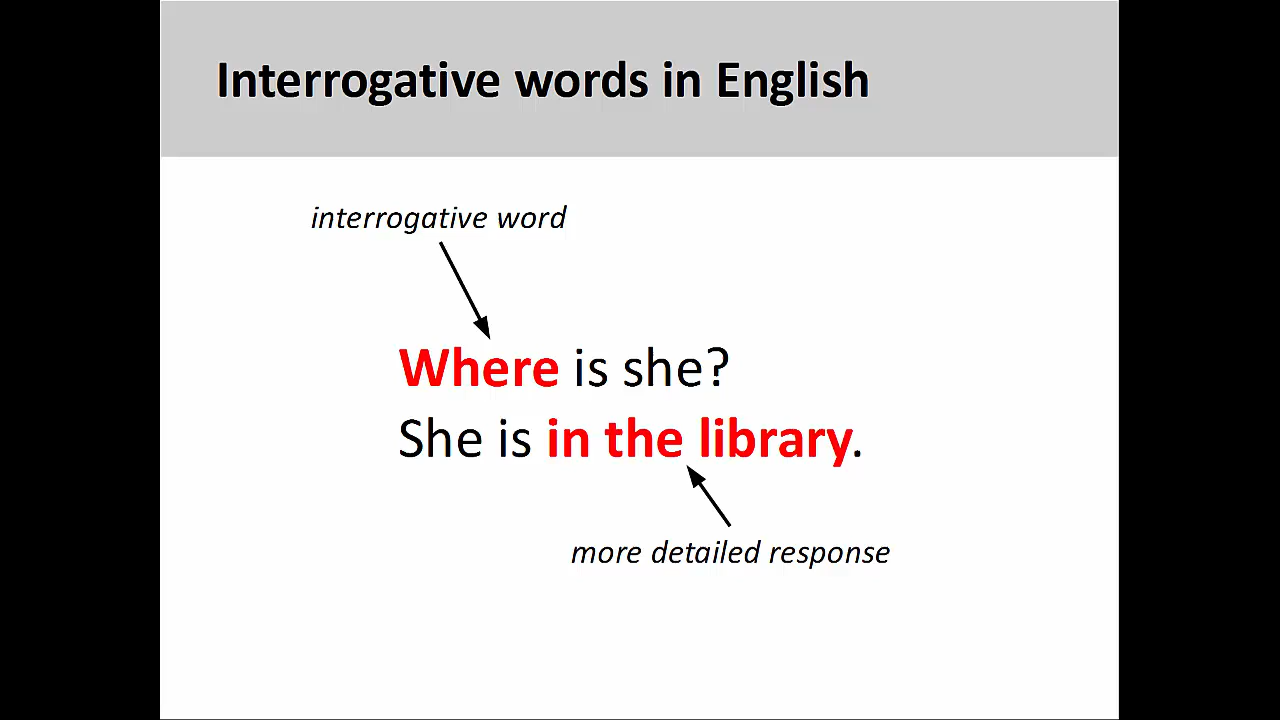 Interrogative words in English
interrogative word
Where is she?
She is in the library.
more detailed response